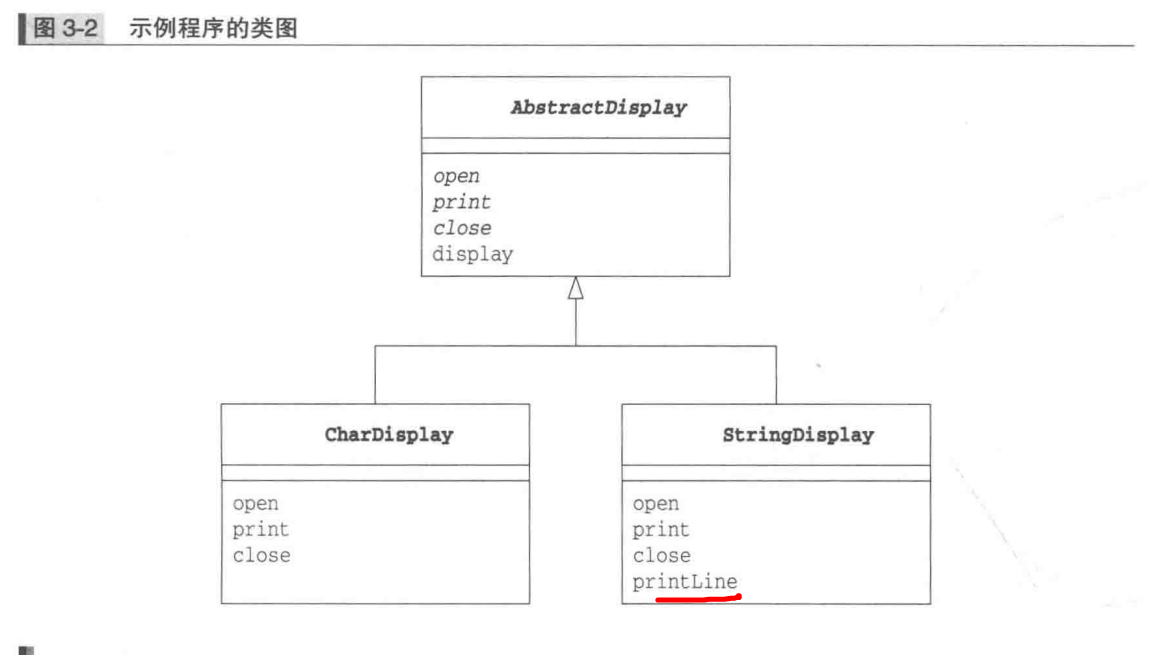 图 3-2 示例程序的类图
AbstractDisplay
open
print
close
display
CharDisplay
open
print
close
StringDisplay
open
print
close
printLine